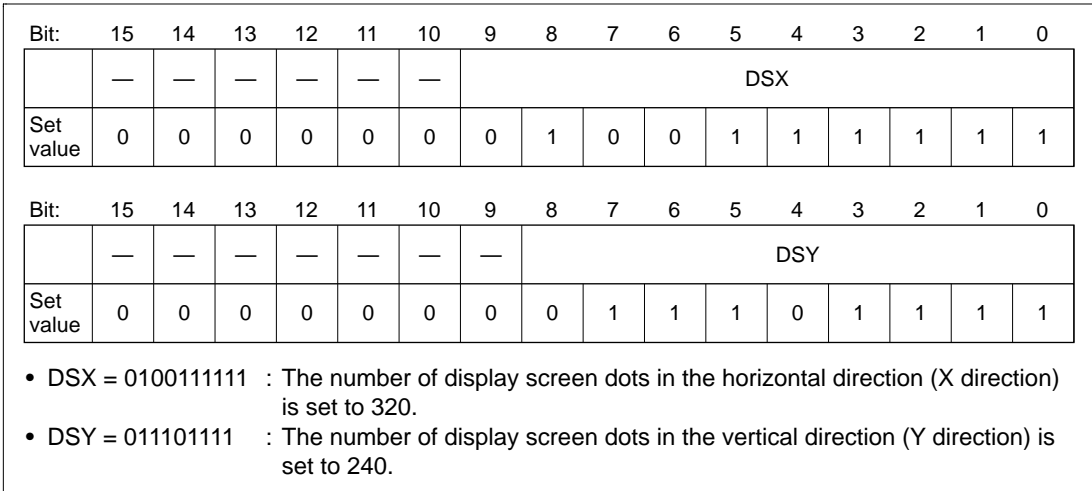 Bit: 15 14 13 12 11 10 9 8 7 6 5 4 3 2 1 0
— — — — — — DSX
Set value 0 0 0 0 0 0 0 1 0 0 1 1 1 1 1 1
Bit: 15 14 13 12 11 10 9 8 7 6 5 4 3 2 1 0
— — — — — — — DSY
Set value 0 0 0 0 0 0 0 0 1 1 1 0 1 1 1 1
• DSX = 0100111111 : The number of display screen dots in the horizontal direction (X direction)
is set to 320.
• DSY = 011101111 : The number of display screen dots in the vertical direction (Y direction) is
set to 240.